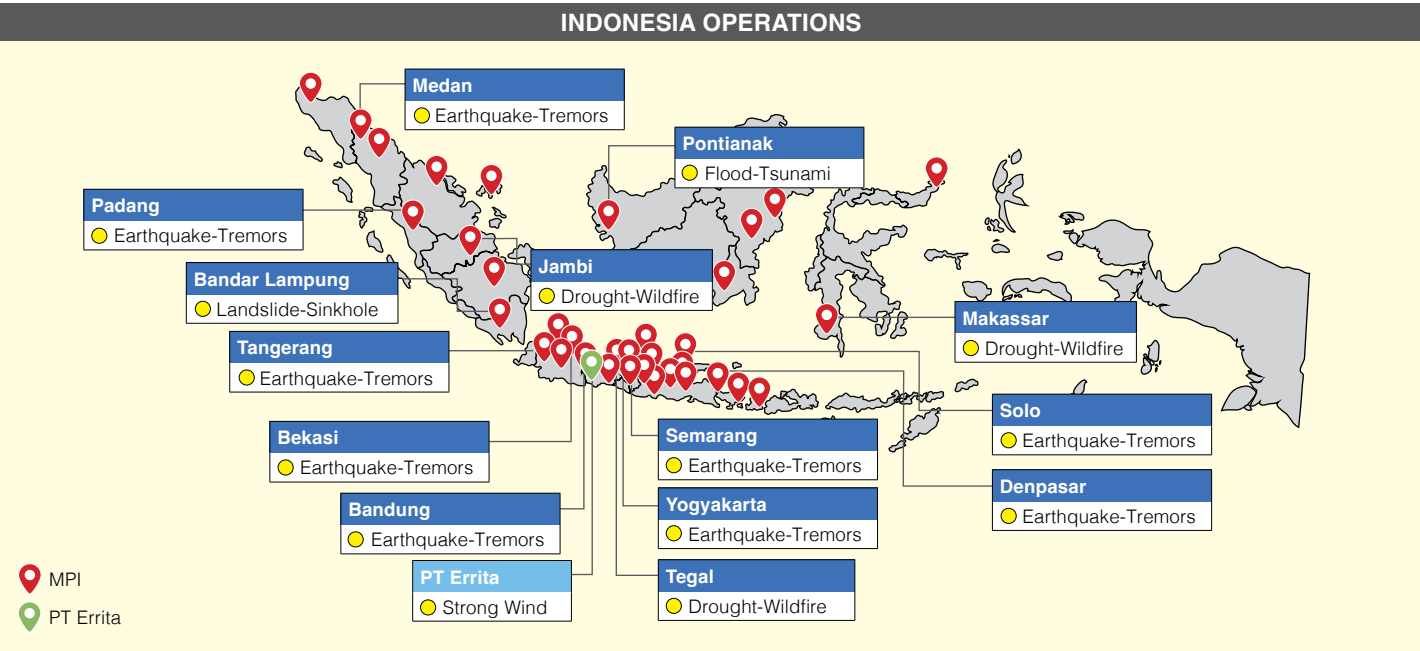 INDONESIA OPERATIONS
Medan
Earthquake-Tremors
Pontianak
Flood-Tsunami
Padang
Earthquake-Tremors
Jambi
Drought-Wildfire
Bandar Lampung
Landslide-Sinkhole
Makassar
Drought-Wildfire
Tangerang
Earthquake-Tremors
Solo
Earthquake-Tremors
Bekasi
Earthquake-Tremors
Semarang
Earthquake-Tremors
Denpasar
Earthquake-Tremors
Bandung
Earthquake-Tremors
Yogyakarta
Earthquake-Tremors
PT Errita
Strong Wind
Tegal
Drought-Wildfire
MPI
PT Errita